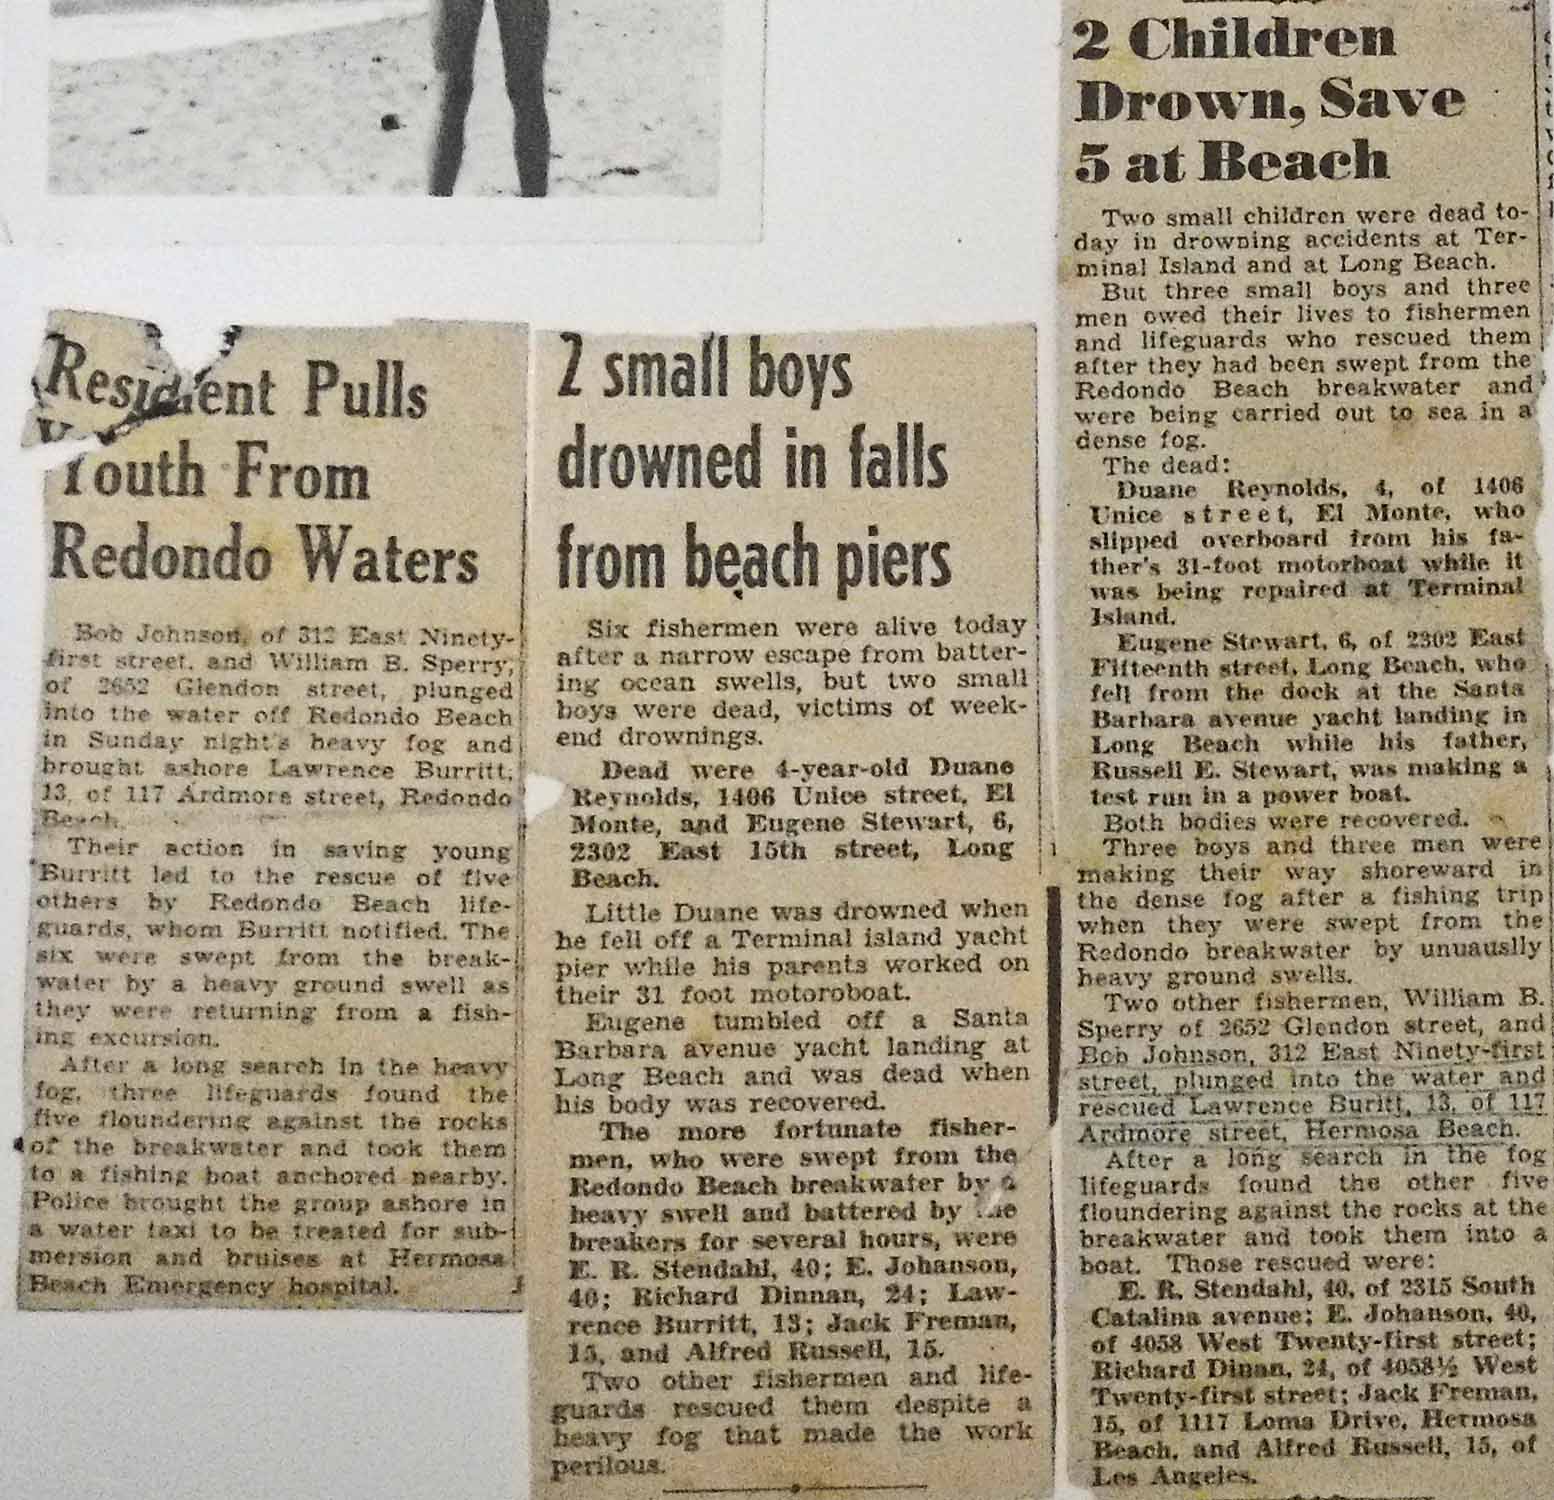 Resident Pulls
Youth From
Redondo Waters
Bob Johnson, of 312 East Ninety-
first street, and William B. Sperry,
of 2652 Glendon street, plunged
into the water off Redondo Beach
in Sunday night's heavy fog and
brought ashore Lawrence Burritt,
13, of 117 Ardmore street, Redondo
Beach.
Their action in saving young
Burritt led to the rescue of five
others by Redondo Beach life-
guards, whom Burritt notified. The
six were swept from the break-
water by a heavy ground swell as
they were returning from a fish-
ing excursion.
After a long search in the heavy
fog, three lifeguards found the
five floundering against the rocks
of the breakwater and took them
to a fishing boat anchored nearby.
Police brought the group ashore in
a water taxi to be treated for sub-
mersion and bruises at Hermosa
Beach Emergency hospital.
2 small boys
drowned in falls
from beach piers
Six fishermen were alive today
after a narrow escape from batter-
ing ocean swells, but two small
boys were dead, victims of week-
end drownings.
Dead were 4-year-old Duane
Reynolds, 1406 Unice street, El
Monte, and Eugene Stewart, 6,
2302 East 15th street, Long
Beach.
Little Duane was drowned when
he fell off a Terminal island yacht
pier while his parents worked on
their 31 foot motoroboat.
Eugene tumbled off a Santa
Barbara avenue yacht landing at
Long Beach and was dead when
his body was recovered.
The more fortunate fisher-
men, who were swept from the
Redondo Beach breakwater by a
heavy swell and battered by the
breakers for several hours, were
E. R. Stendahl, 40; E. Johanson,
40; Richard Dinnan, 24; Law-
rence Burritt, 13; Jack Freman,
15, and Alfred Russell, 15.
Two other fishermen and life-
guards rescued them despite a
heavy fog that made the work
perilous.
2 Children
Drown, Save
5 at Beach
Two small children were dead to-
day in drowning accidents at Ter-
minal Island and at Long Beach.
But three small boys and three
men owed their lives to fishermen
and lifeguards who rescued them
after they had been swept from the
Redondo Beach breakwater and
were being carried out to sea in a
dense fog.
The dead:
Duane Reynolds, 4, of 1406
Unice street, El Monte, who
slipped overboard from his fa-
ther's 31-foot motorboat while it
was being repaired at Terminal
Island.
Eugene Stewart, 6, of 2302 East
Fifteenth street, Long Beach, who
fell from the dock at the Santa
Barbara avenue yacht landing in
Long Beach while his father,
Russell E. Stewart, was making a
test run in a power boat.
Both bodies were recovered.
Three boys and three men were
making their way shoreward in
the dense fog after a fishing trip
when they were swept from the
Redondo breakwater by unuauslly
heavy ground swells.
Two other fishermen, William B.
Sperry of 2652 Glendon street, and
Bob Johnson, 312 East Ninety-first
street, plunged into the water and
rescued Lawrence Buritt, 13, of 117
Ardmore street, Hermosa Beach.
After a long search in the fog
lifeguards found the other five
floundering against the rocks at the
breakwater and took them into a
boat. Those rescued were:
E. R. Stendahl, 40, of 2315 South
Catalina avenue; E. Johanson, 40,
of 4058 West Twenty-first street;
Richard Dinan, 24, of 4058½ West
Twenty-first street; Jack Freman,
15, of 1117 Loma Drive, Hermosa
Beach, and Alfred Russell, 15, of
Los Angeles.